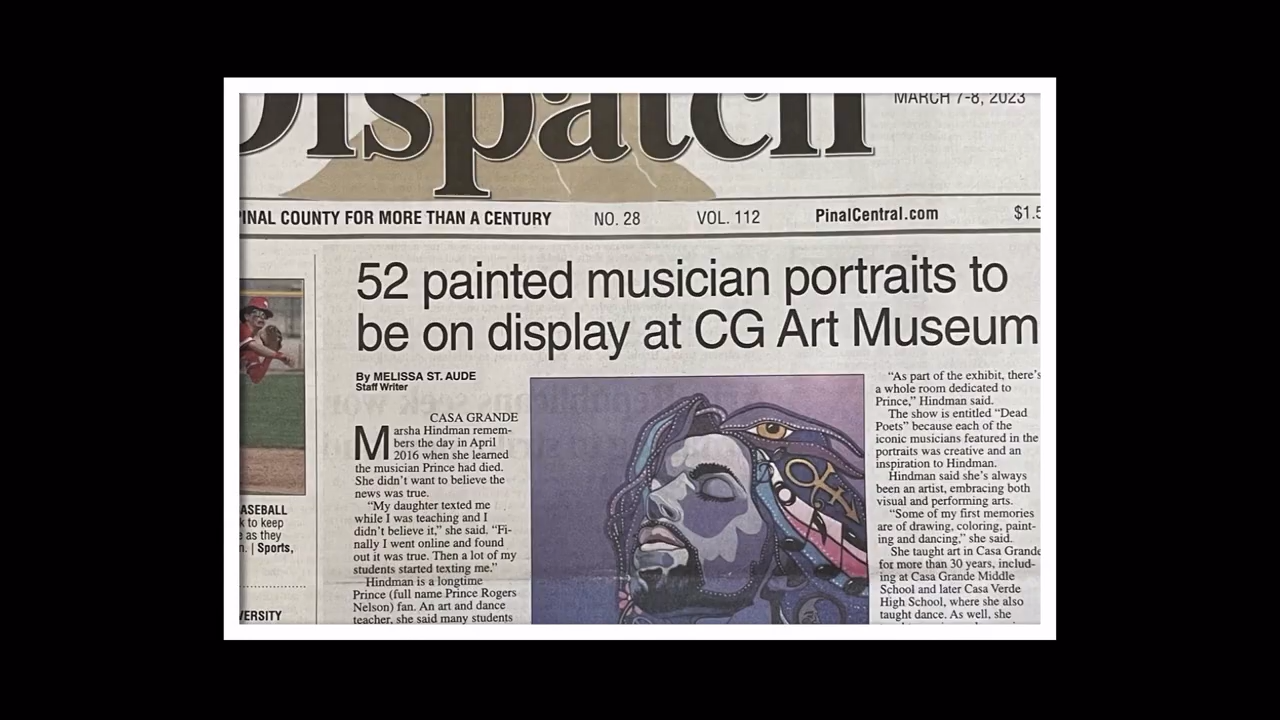 Dispatch
MARCH 7-8, 2023
PINAL COUNTY FOR MORE THAN A CENTURY NO. 28 VOL. 112 PinalCentral.com $1.5
52 painted musician portraits to
be on display at CG Art Museum
By MELISSA ST. AUDE
Staff Writer
CASA GRANDE
Marsha Hindman remem-
bers the day in April
2016 when she learned
the musician Prince had died.
She didn't want to believe the
news was true.
"My daughter texted me
while I was teaching and I
didn't believe it," she said. "Fi-
nally I went online and found
out it was true. Then a lot of my
students started texting me."
Hindman is a longtime
Prince (full name Prince Rogers
Nelson) fan. An art and dance
teacher, she said many students
"As part of the exhibit, there's
a whole room dedicated to
Prince," Hindman said.
The show is entitled "Dead
Poets" because each of the
iconic musicians featured in the
portraits was creative and an
inspiration to Hindman.
Hindman said she's always
been an artist, embracing both
visual and performing arts.
"Some of my first memories
are of drawing, coloring, paint-
ing and dancing," she said.
She taught art in Casa Grande
for more than 30 years, includ-
ing at Casa Grande Middle
School and later Casa Verde
High School, where she also
taught dance. As well, she
ASEBALL
k to keep
e as they
n. | Sports,
VERSITY